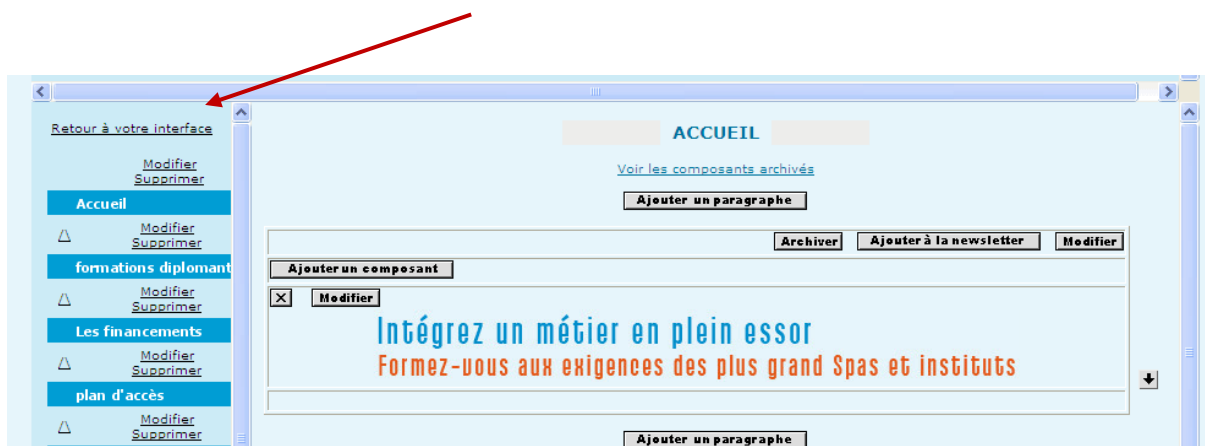 Retour à votre interface
Modifier
Supprimer
Accueil
Modifier
Supprimer
formations diplomant
Modifier
Supprimer
Les financements
Modifier
Supprimer
plan d'accès
Modifier
Supprimer
ACCUEIL
Voir les composants archivés
Ajouter un paragraphe
Archiver Ajouter à la newsletter Modifier
Ajouter un composant
X Modifier
Intégrez un métier en plein essor
Formez-vous aux exigences des plus grand Spas et instituts
Ajouter un paragraphe